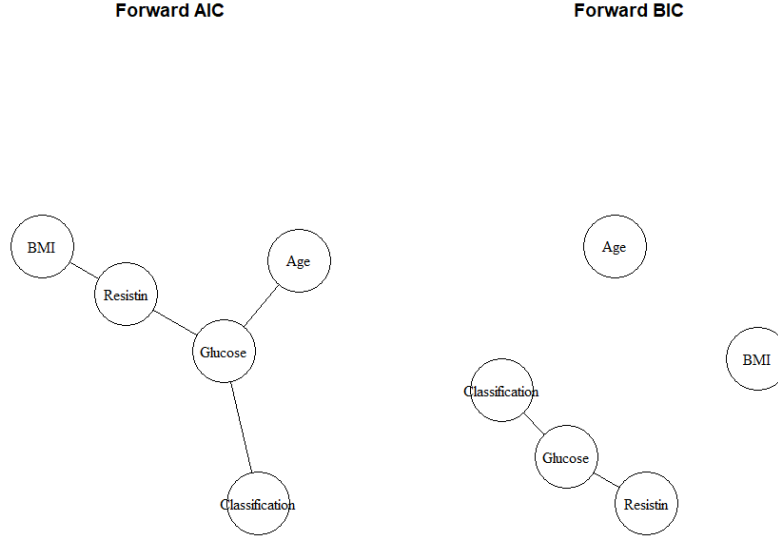 Forward AIC
BMI
Age
Resistin
Glucose
Classification
Forward BIC
Age
BMI
Classification
Glucose
Resistin